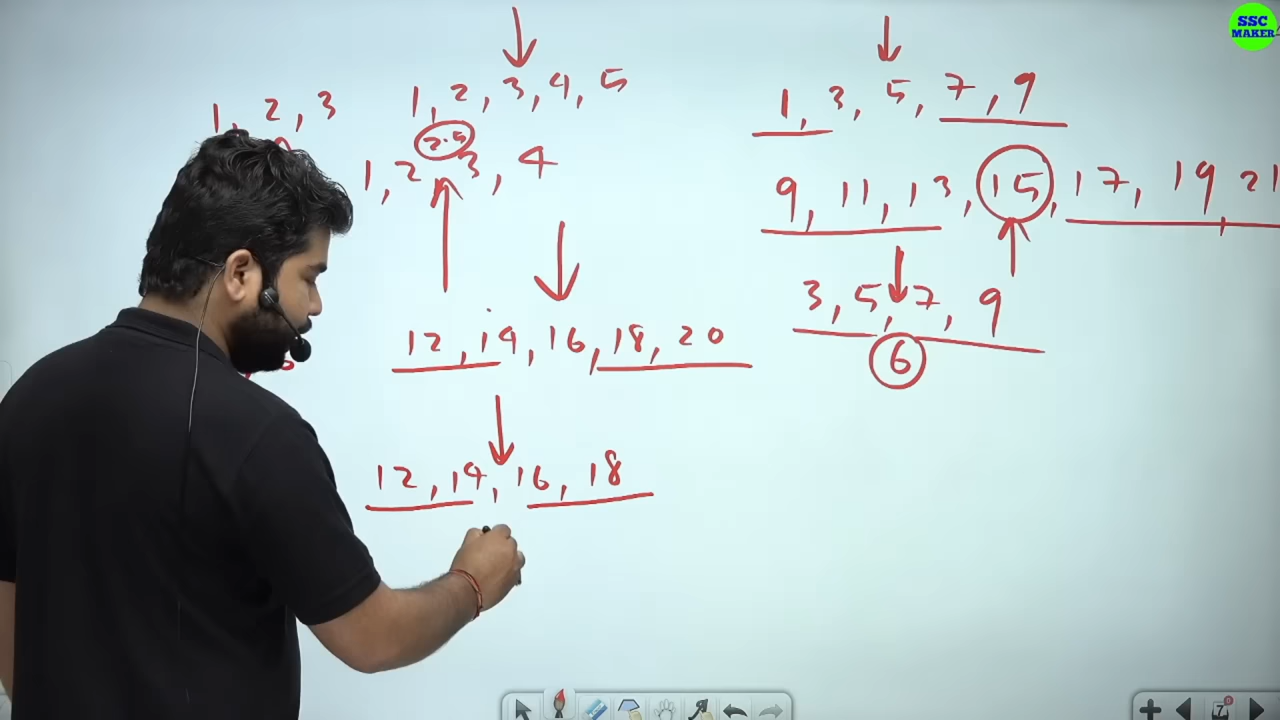 SSC
MAKER
1, 2, 3
1, 2, 3, 4, 5
2.5
1, 2 3, 4
12, 14, 16, 18, 20
12, 14, 16, 18
1, 3, 5, 7, 9
9, 11, 13, 15, 17, 19, 21
3, 5, 7, 9
6
7